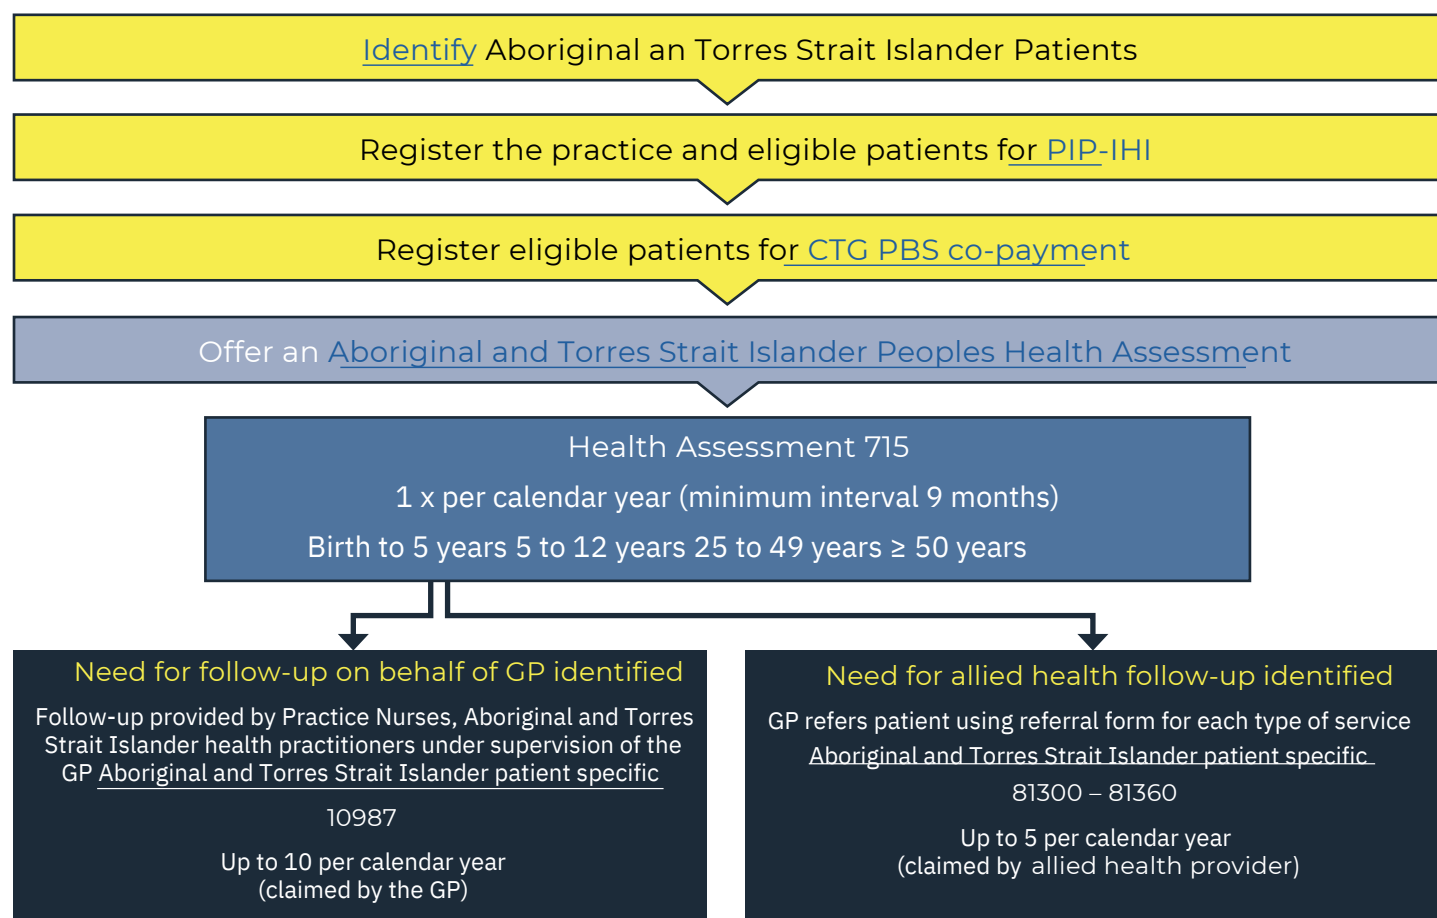 Identify Aboriginal an Torres Strait Islander Patients
Register the practice and eligible patients for PIP-IHI
Register eligible patients for CTG PBS co-payment
Offer an Aboriginal and Torres Strait Islander Peoples Health Assessment
Health Assessment 715
1 x per calendar year (minimum interval 9 months)
Birth to 5 years 5 to 12 years 25 to 49 years ≥ 50 years
Need for follow-up on behalf of GP identified
Follow-up provided by Practice Nurses, Aboriginal and Torres
Strait Islander health practitioners under supervision of the
GP Aboriginal and Torres Strait Islander patient specific
10987
Up to 10 per calendar year
(claimed by the GP)
Need for allied health follow-up identified
GP refers patient using referral form for each type of service
Aboriginal and Torres Strait Islander patient specific
81300 – 81360
Up to 5 per calendar year
(claimed by allied health provider)